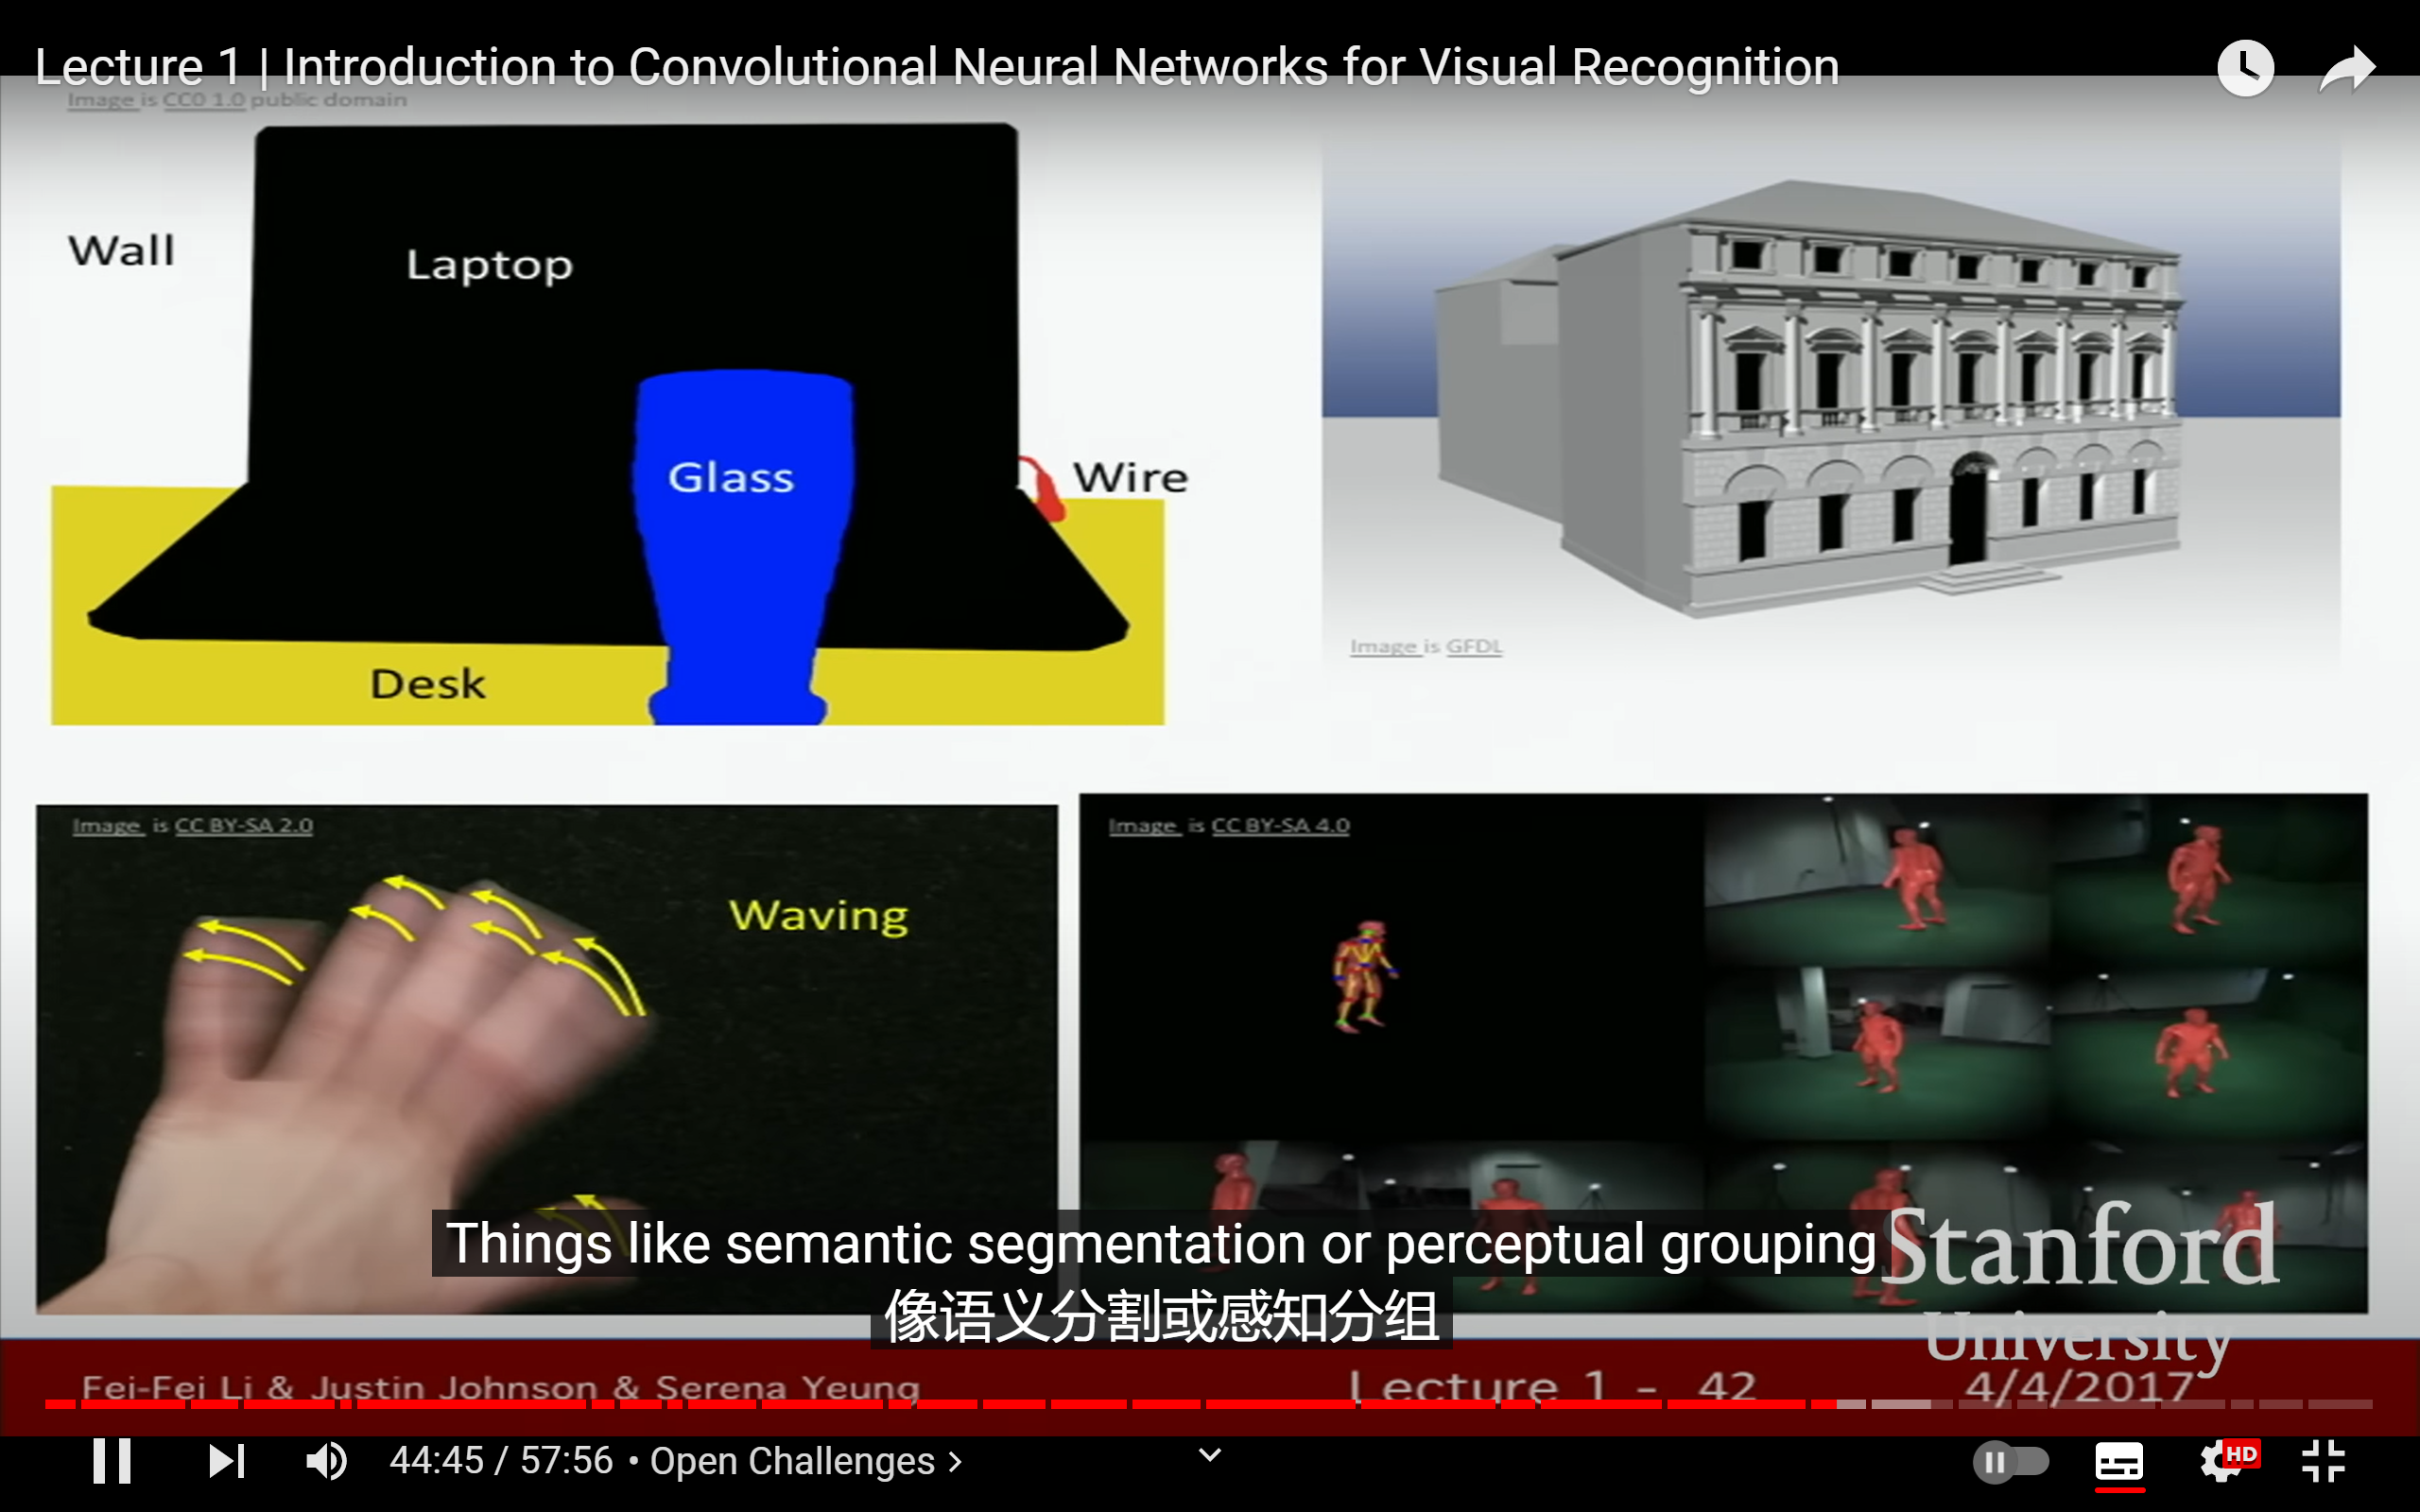 Lecture 1 | Introduction to Convolutional Neural Networks for Visual Recognition
Image is CC0 1.0 public domain
Wall
Laptop
Glass
Wire
Desk
Image is GFDL
Image is CC BY-SA 2.0
Waving
Image is CC BY-SA 4.0
Things like semantic segmentation or perceptual grouping
像语义分割或感知分组
Stanford
University
Fei-Fei Li & Justin Johnson & Serena Yeung
Lecture 1 - 42
4/4/2017
44:45 / 57:56 • Open Challenges
HD